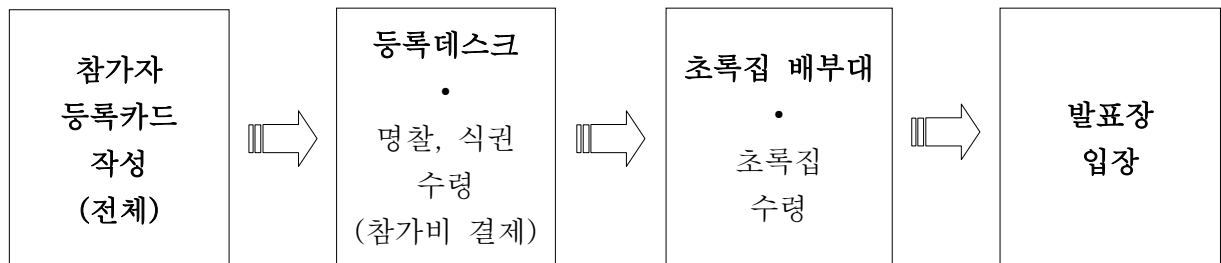 참가자
등록카드
작성
(전체)
등록데스크
•
명찰, 식권
수령
(참가비 결제)
초록집 배부대
•
초록집
수령
발표장
입장